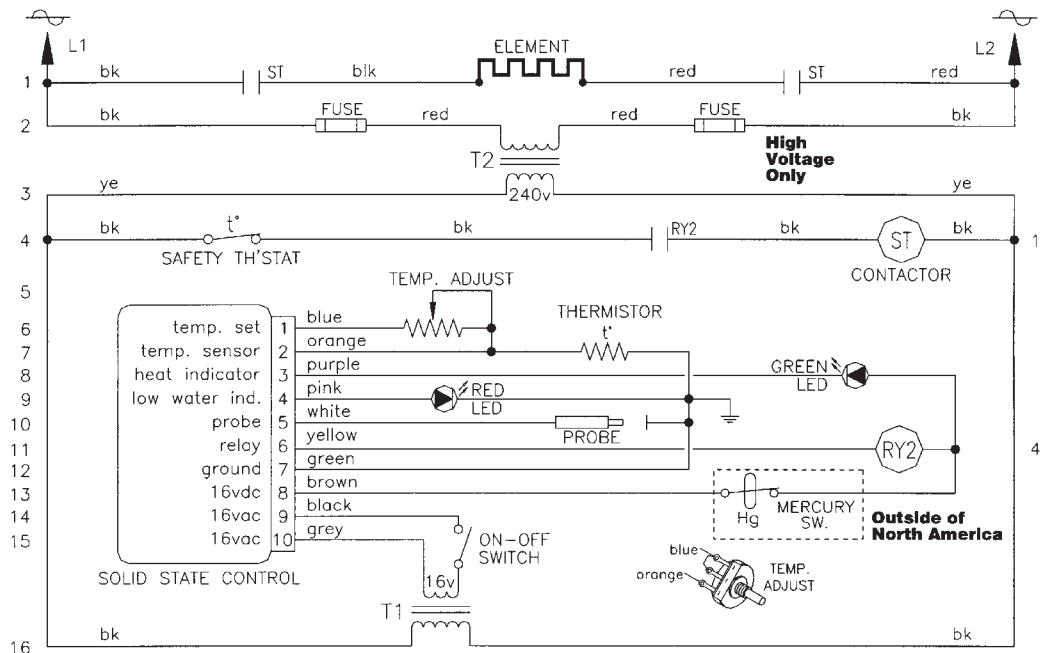 L1
L2
ELEMENT
1 bk ST blk red ST red
FUSE FUSE
2 bk red red bk
High
Voltage
Only
T2
3 ye 240v ye
4 bk t° bk RY2 bk ST bk 1
SAFETY TH'STAT
CONTACTOR
5 TEMP. ADJUST
6 temp. set 1 blue
THERMISTOR
t°
7 temp. sensor 2 orange
8 heat indicator 3 purple
GREEN
LED
9 low water ind. 4 pink
RED
LED
10 probe 5 white
PROBE
11 relay 6 yellow RY2 4
12 ground 7 green
13 16vdc 8 brown
Hg
MERCURY
SW.
Outside of
North America
14 16vac 9 black
15 16vac 10 grey
ON-OFF
SWITCH
SOLID STATE CONTROL
16v
T1
blue
orange
TEMP.
ADJUST
16 bk bk